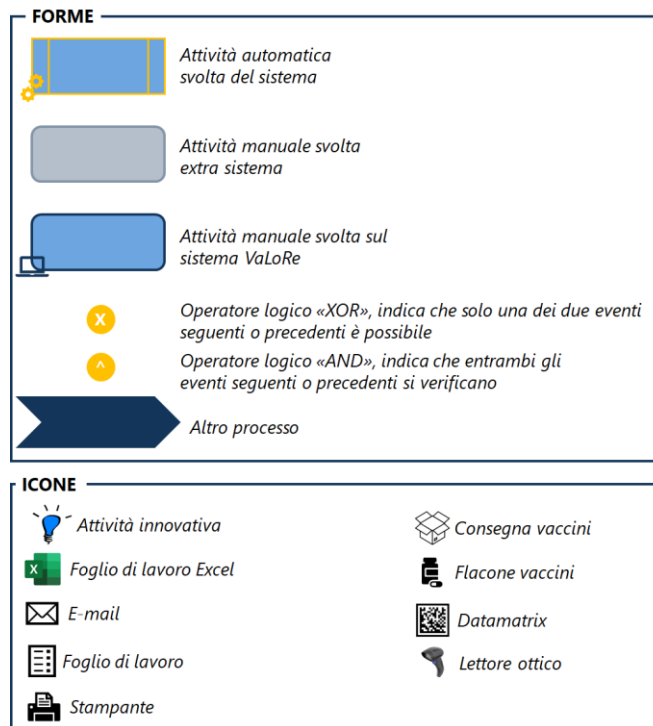 FORME
Attività automatica
svolta del sistema
Attività manuale svolta
extra sistema
Attività manuale svolta sul
sistema VaLoRe
X
Operatore logico «XOR», indica che solo una dei due eventi
seguenti o precedenti è possibile
^
Operatore logico «AND», indica che entrambi gli
eventi seguenti o precedenti si verificano
Altro processo
ICONE
Attività innovativa
Consegna vaccini
X
Foglio di lavoro Excel
Flacone vaccini
E-mail
Datamatrix
Foglio di lavoro
Lettore ottico
Stampante